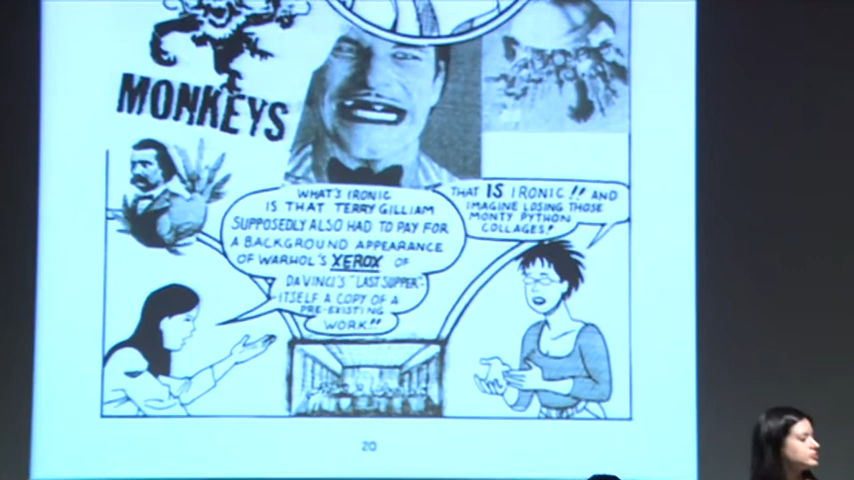 MONKEYS
WHAT'S IRONIC
IS THAT TERRY GILLIAM
SUPPOSEDLY ALSO HAD TO PAY FOR
A BACKGROUND APPEARANCE
OF WARHOL'S XEROX OF
DA VINCI'S "LAST SUPPER"-
ITSELF A COPY OF A
PRE-EXISTING
WORK!!
THAT IS IRONIC!! AND
IMAGINE LOSING THOSE
MONTY PYTHON
COLLAGES!
20